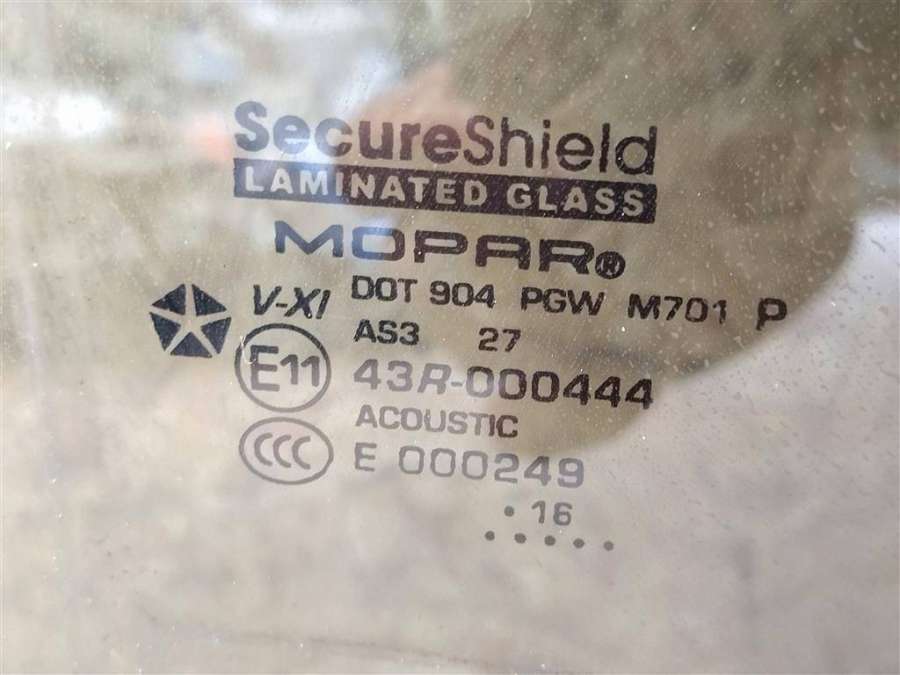 SecureShield
LAMINATED GLASS
MOPAR®
V-XI DOT 904 PGW M701 P
AS3 27
E11 43R-000444
ACOUSTIC
CCC E 000249
. 16
. . . . .